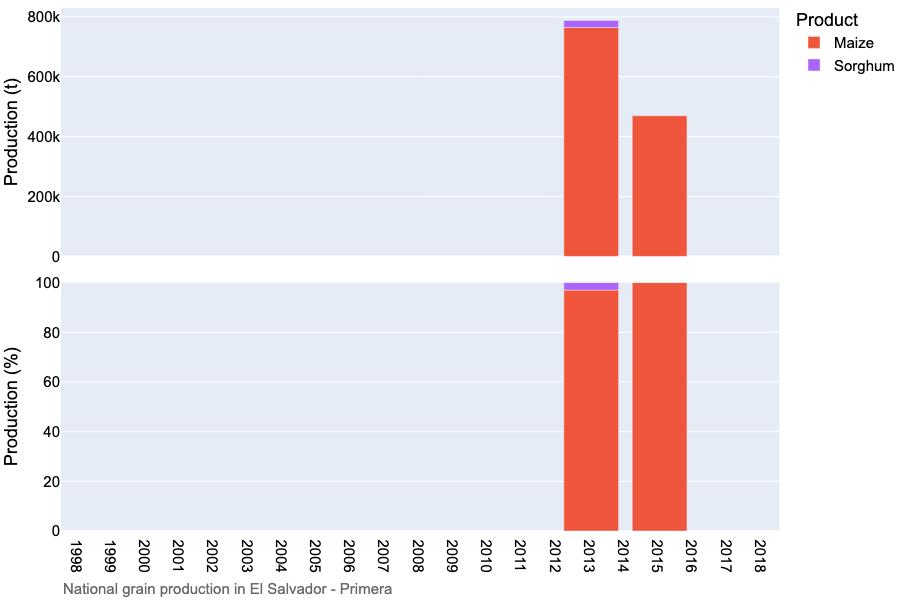 800k
600k
400k
200k
0
Production (t)
Product
Maize
Sorghum
100
80
60
40
20
0
Production (%)
1998
1999
2000
2001
2002
2003
2004
2005
2006
2007
2008
2009
2010
2011
2012
2013
2014
2015
2016
2017
2018
National grain production in El Salvador - Primera